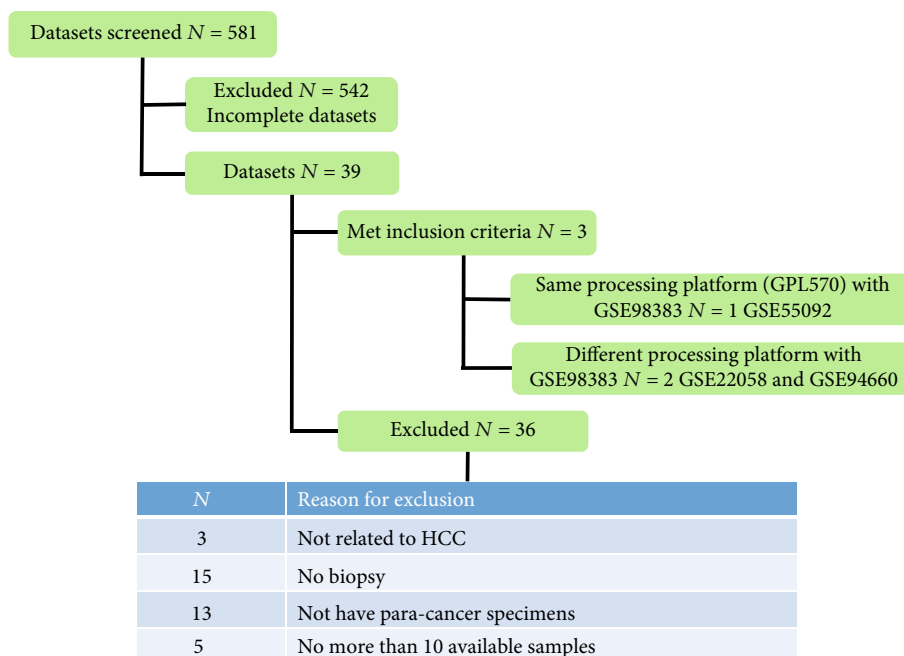 Datasets screened N = 581
Excluded N = 542
Incomplete datasets
Datasets N = 39
Met inclusion criteria N = 3
Same processing platform (GPL570) with
GSE98383 N = 1 GSE55092
Different processing platform with
GSE98383 N = 2 GSE22058 and GSE94660
Excluded N = 36
N Reason for exclusion
3 Not related to HCC
15 No biopsy
13 Not have para-cancer specimens
5 No more than 10 available samples